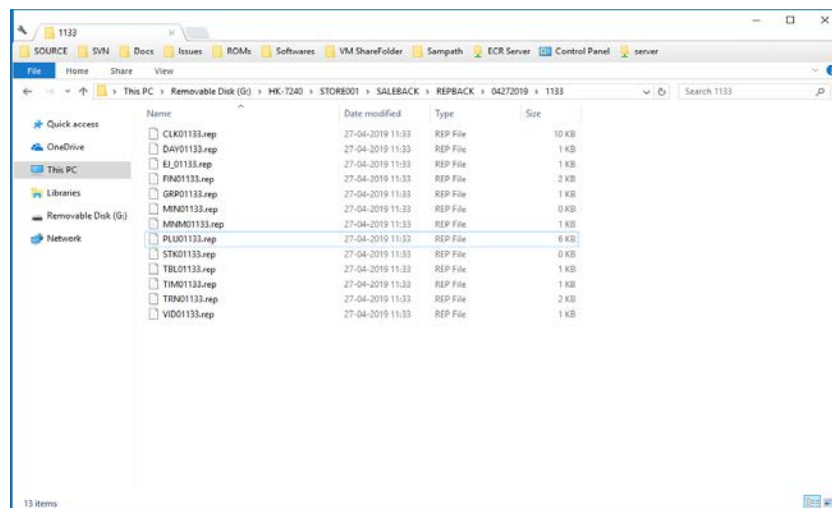 1133
SOURCE SVN Docs Issues ROMs Softwares VM ShareFolder Sampath ECR Server Control Panel server
File Home Share View
This PC > Removable Disk (G:) > HK-7240 > STORE001 > SALEBACK > REPBACK > 04272019 > 1133 Search 1133
Name Date modified Type Size
Quick access
OneDrive
This PC
Libraries
Removable Disk (G:)
Network
CLK01133.rep 27-04-2019 11:33 REP File 10 KB
DAY01133.rep 27-04-2019 11:33 REP File 1 KB
EJ_01133.rep 27-04-2019 11:33 REP File 1 KB
FIN01133.rep 27-04-2019 11:33 REP File 2 KB
GRP01133.rep 27-04-2019 11:33 REP File 1 KB
MIN01133.rep 27-04-2019 11:33 REP File 0 KB
MNM01133.rep 27-04-2019 11:33 REP File 1 KB
PLU01133.rep 27-04-2019 11:33 REP File 6 KB
STK01133.rep 27-04-2019 11:33 REP File 0 KB
TBL01133.rep 27-04-2019 11:33 REP File 1 KB
TIM01133.rep 27-04-2019 11:33 REP File 1 KB
TRN01133.rep 27-04-2019 11:33 REP File 2 KB
VID01133.rep 27-04-2019 11:33 REP File 1 KB
13 items